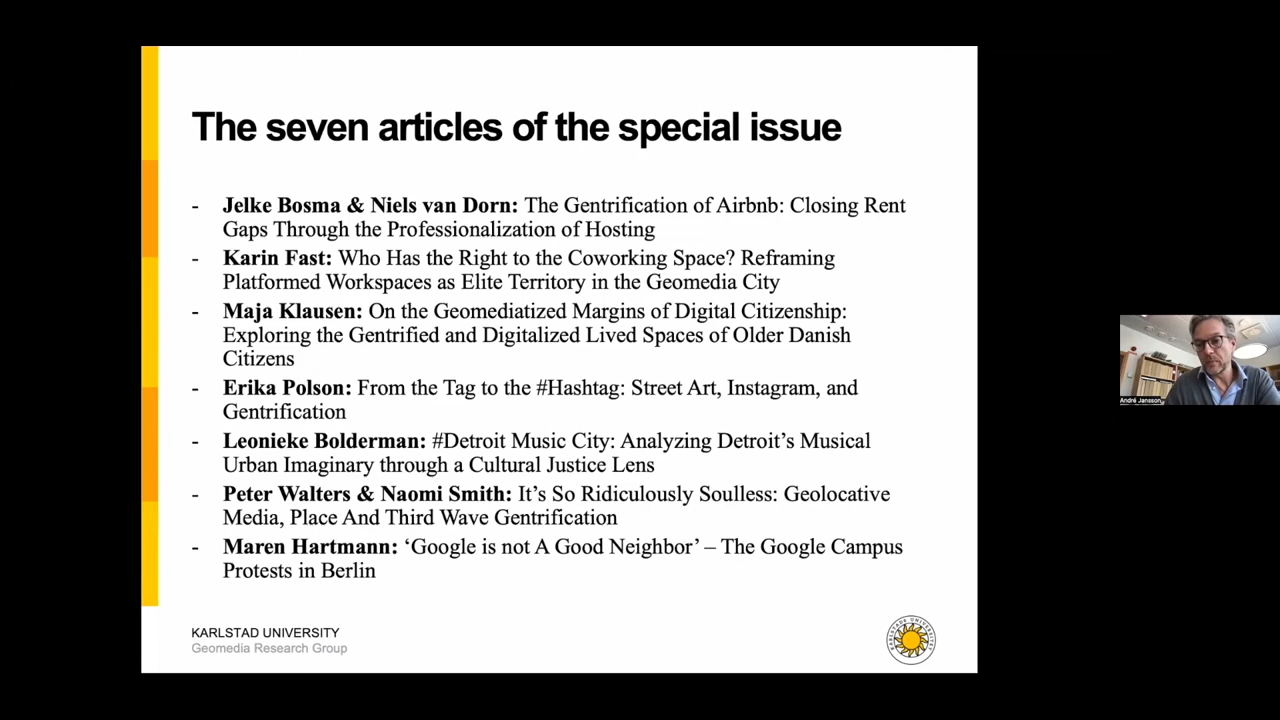 The seven articles of the special issue
- Jelke Bosma & Niels van Dorn: The Gentrification of Airbnb: Closing Rent
Gaps Through the Professionalization of Hosting
- Karin Fast: Who Has the Right to the Coworking Space? Reframing
Platformed Workspaces as Elite Territory in the Geomedia City
- Maja Klausen: On the Geomediatized Margins of Digital Citizenship:
Exploring the Gentrified and Digitalized Lived Spaces of Older Danish
Citizens
- Erika Polson: From the Tag to the #Hashtag: Street Art, Instagram, and
Gentrification
- Leonieke Bolderman: #Detroit Music City: Analyzing Detroit’s Musical
Urban Imaginary through a Cultural Justice Lens
- Peter Walters & Naomi Smith: It’s So Ridiculously Soulless: Geolocative
Media, Place And Third Wave Gentrification
- Maren Hartmann: ‘Google is not A Good Neighbor’ – The Google Campus
Protests in Berlin
KARLSTAD UNIVERSITY
Geomedia Research Group
KARLSTADS UNIVERSITET
André Jansson